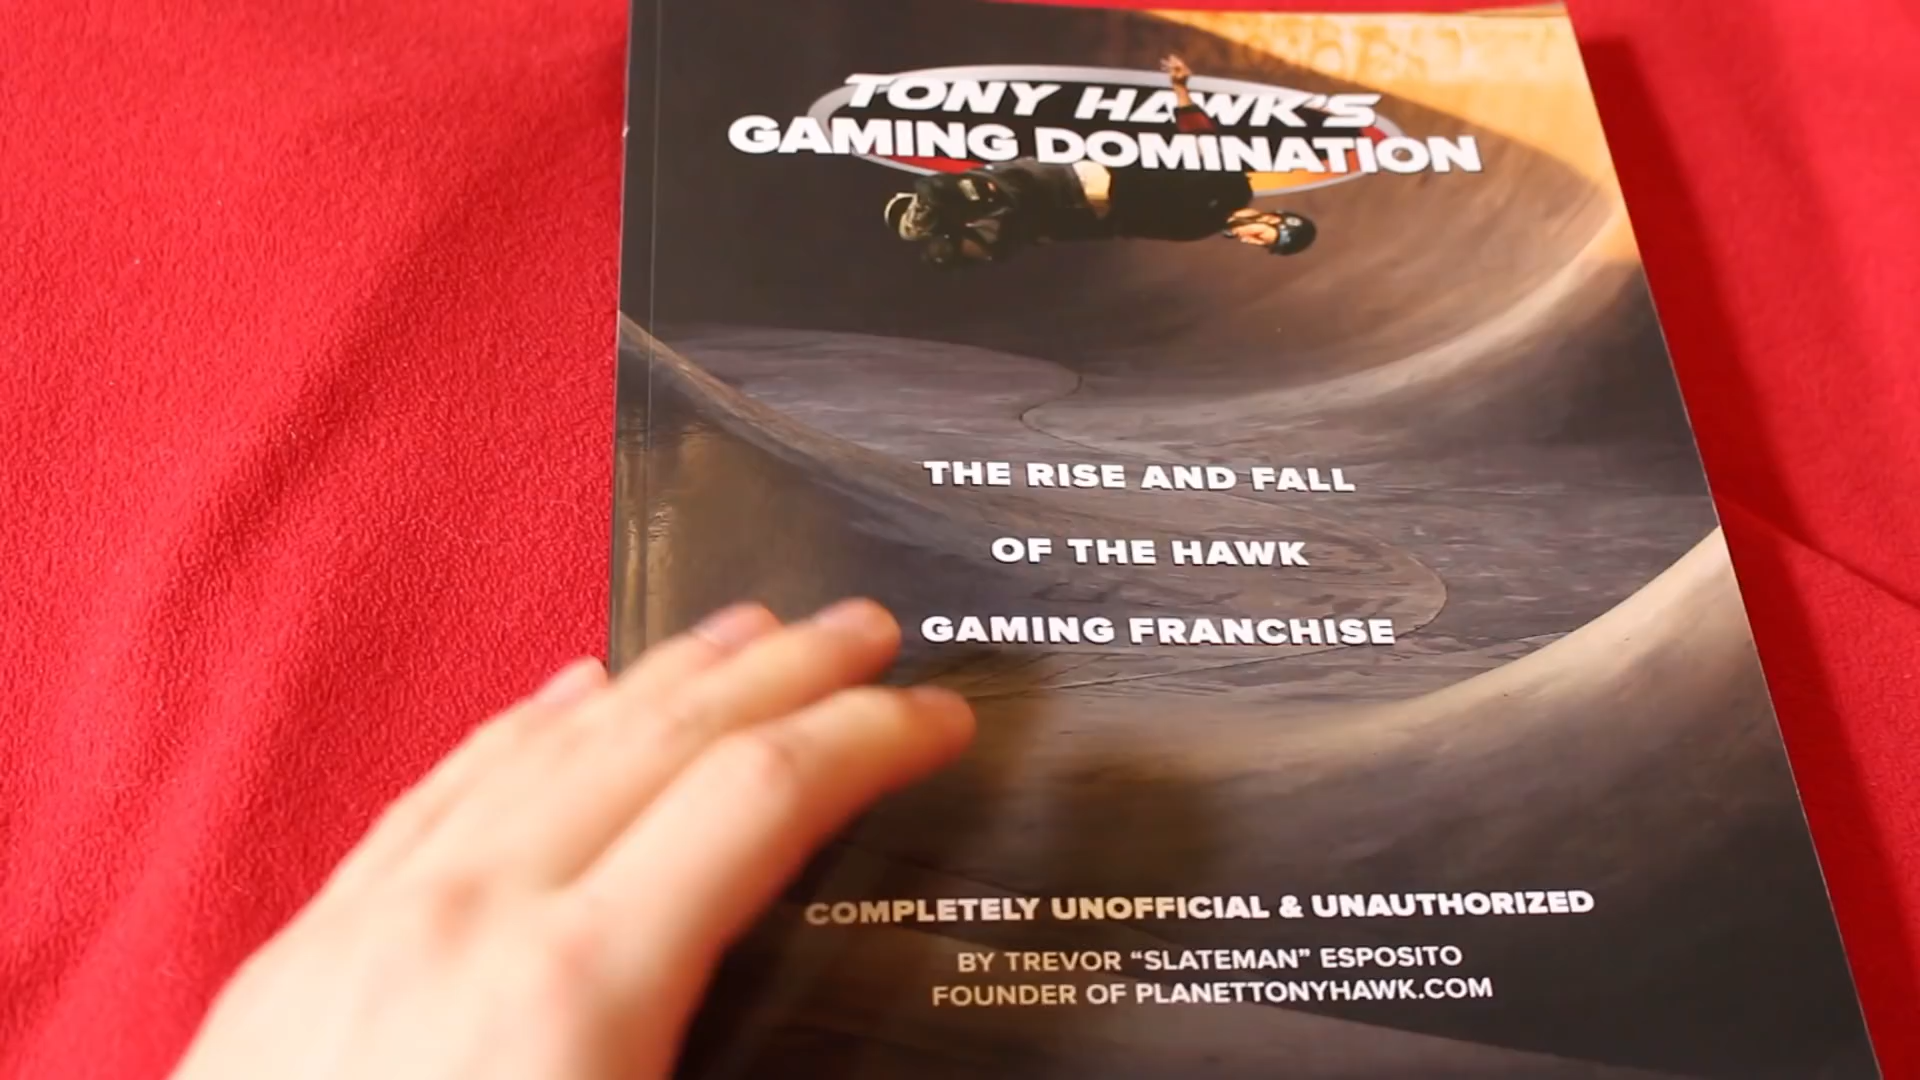 TONY HAWK'S
GAMING DOMINATION
THE RISE AND FALL
OF THE HAWK
GAMING FRANCHISE
COMPLETELY UNOFFICIAL & UNAUTHORIZED
BY TREVOR “SLATEMAN” ESPOSITO
FOUNDER OF PLANETTONYHAWK.COM